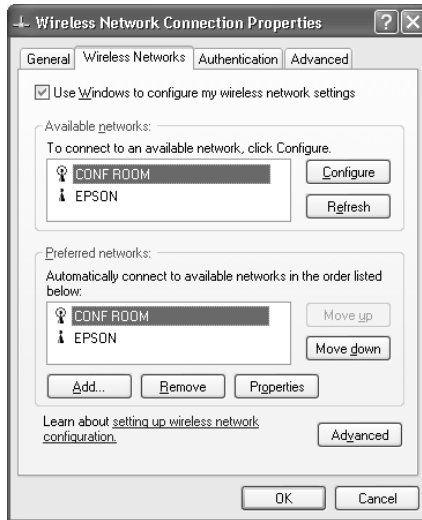 Wireless Network Connection Properties
General Wireless Networks Authentication Advanced
Use Windows to configure my wireless network settings
Available networks:
To connect to an available network, click Configure.
CONF ROOM
EPSON
Configure
Refresh
Preferred networks:
Automatically connect to available networks in the order listed
below:
CONF ROOM
EPSON
Move up
Move down
Add... Remove Properties
Learn about setting up wireless network
configuration.
Advanced
OK Cancel